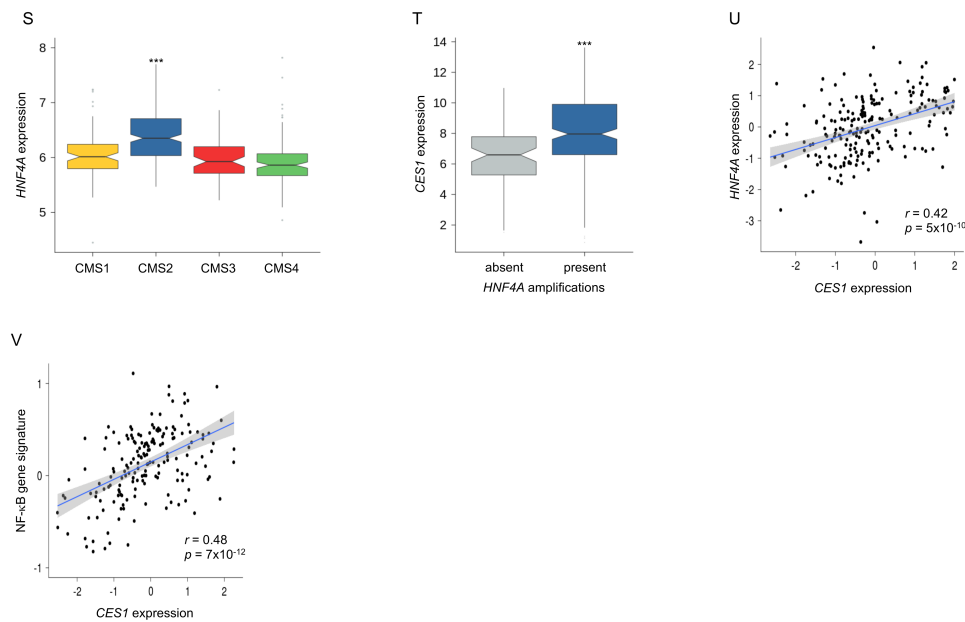 S
8
7
6
5
HNF4A expression
***
CMS1 CMS2 CMS3 CMS4
T
14
12
10
8
6
4
2
CES1 expression
***
absent present
HNF4A amplifications
U
2
1
0
-1
-2
-3
HNF4A expression
r = 0.42
p = 5x10-10
-2 -1 0 1 2
CES1 expression
V
1
0
-1
NF-κB gene signature
r = 0.48
p = 7x10-12
-2 -1 0 1 2
CES1 expression